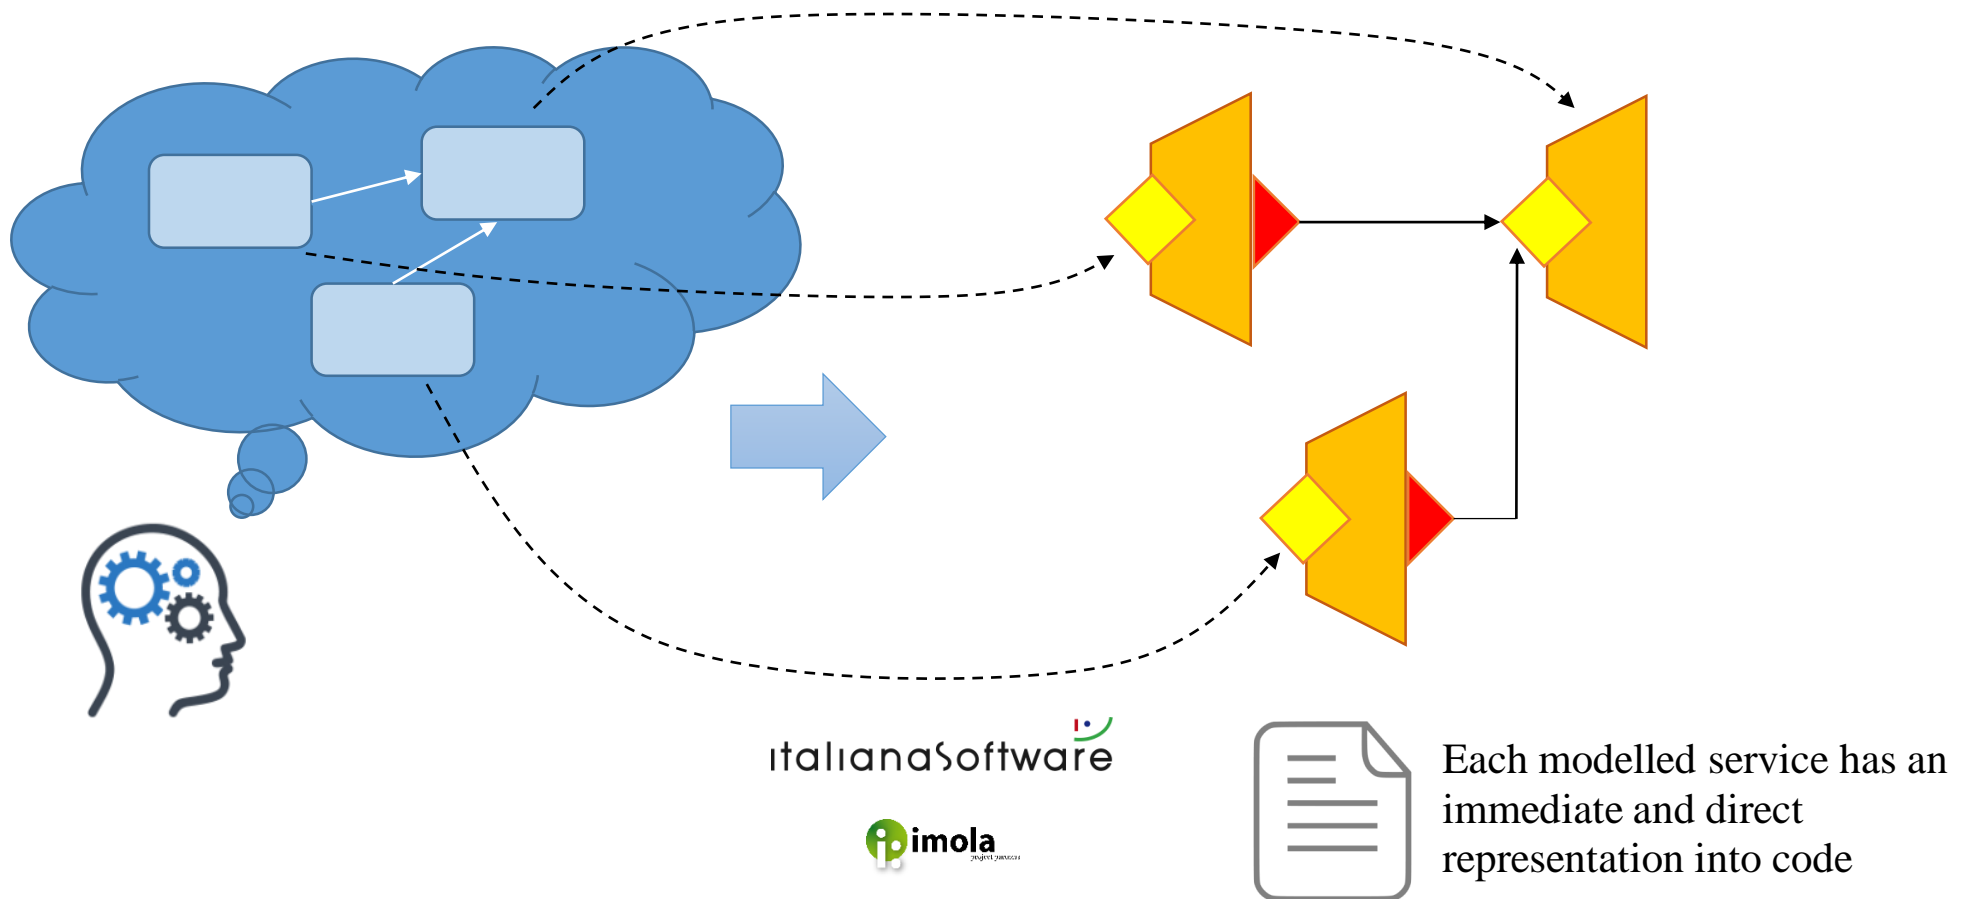 italianaSoftware
imola
Each modelled service has an
immediate and direct
representation into code